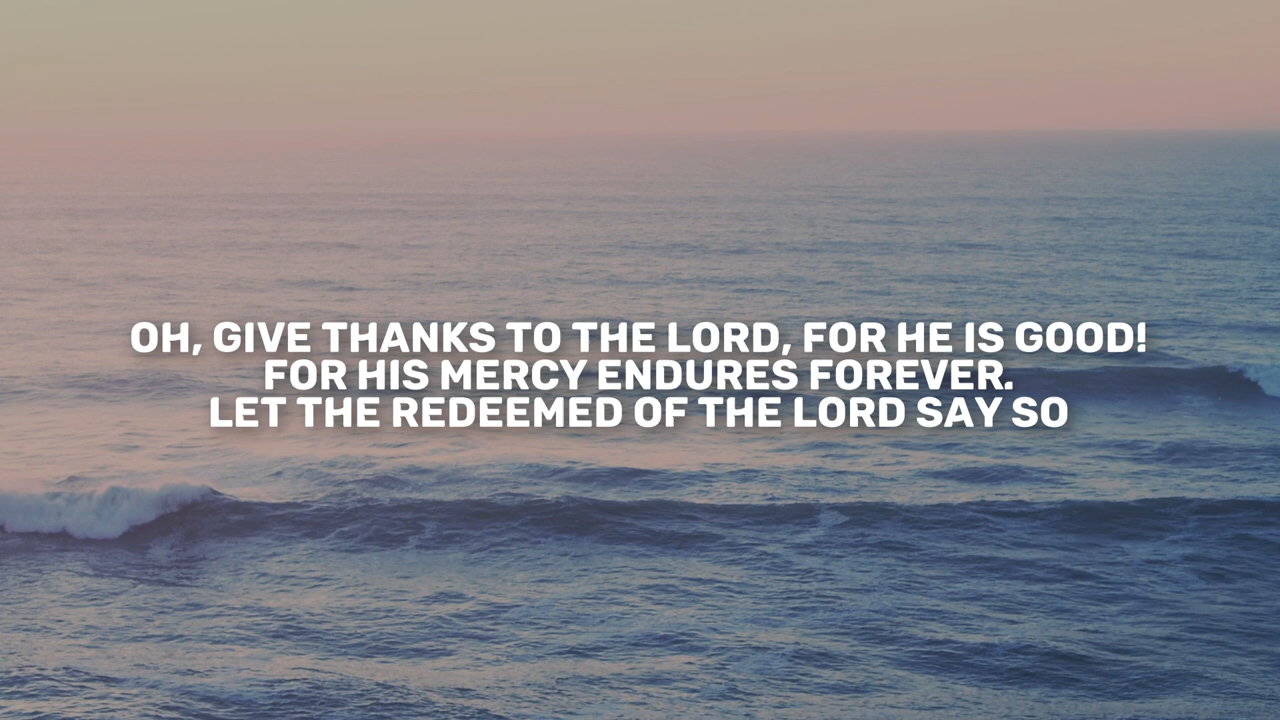 OH, GIVE THANKS TO THE LORD, FOR HE IS GOOD!
FOR HIS MERCY ENDURES FOREVER.
LET THE REDEEMED OF THE LORD SAY SO